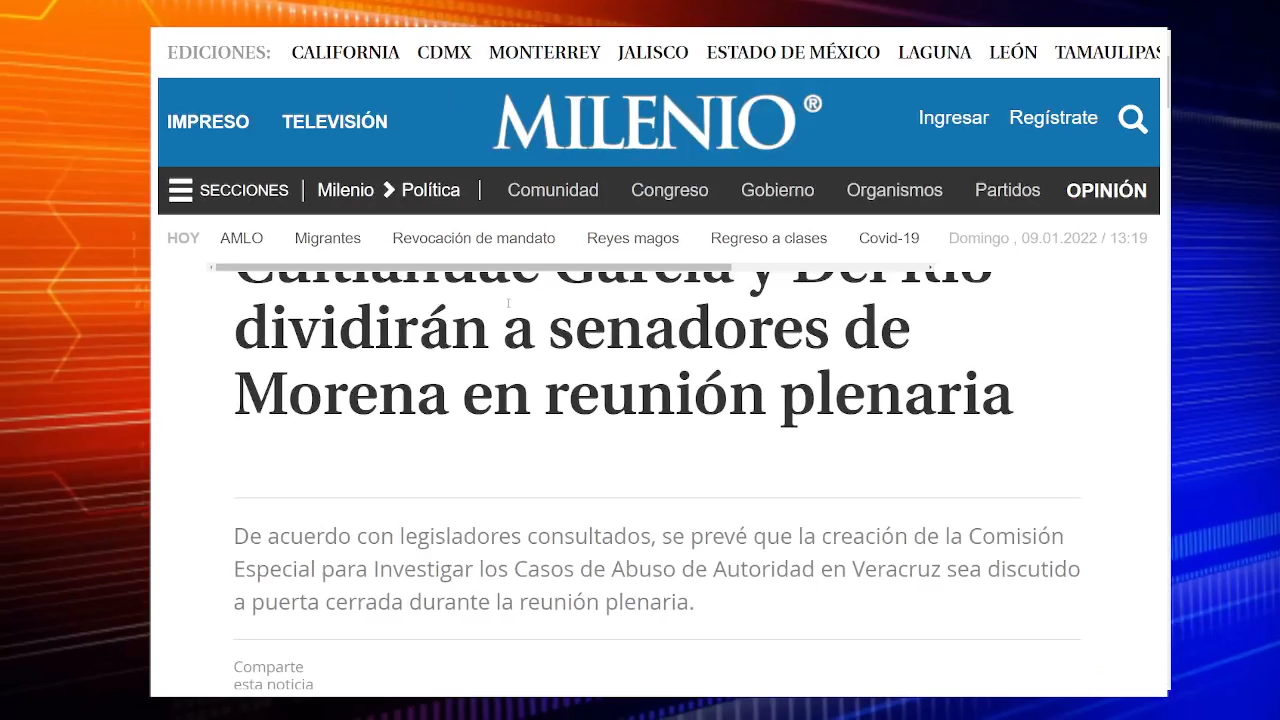 EDICIONES: CALIFORNIA CDMX MONTERREY JALISCO ESTADO DE MÉXICO LAGUNA LEÓN TAMAULIPAS
IMPRESO TELEVISIÓN MILENIO® Ingresar Regístrate
SECCIONES Milenio Política Comunidad Congreso Gobierno Organismos Partidos OPINIÓN
HOY AMLO Migrantes Revocación de mandato Reyes magos Regreso a clases Covid-19 Domingo , 09.01.2022 / 13:19
Cuitláhuac García y Del Río
dividirán a senadores de
Morena en reunión plenaria
De acuerdo con legisladores consultados, se prevé que la creación de la Comisión
Especial para Investigar los Casos de Abuso de Autoridad en Veracruz sea discutido
a puerta cerrada durante la reunión plenaria.
Comparte
esta noticia